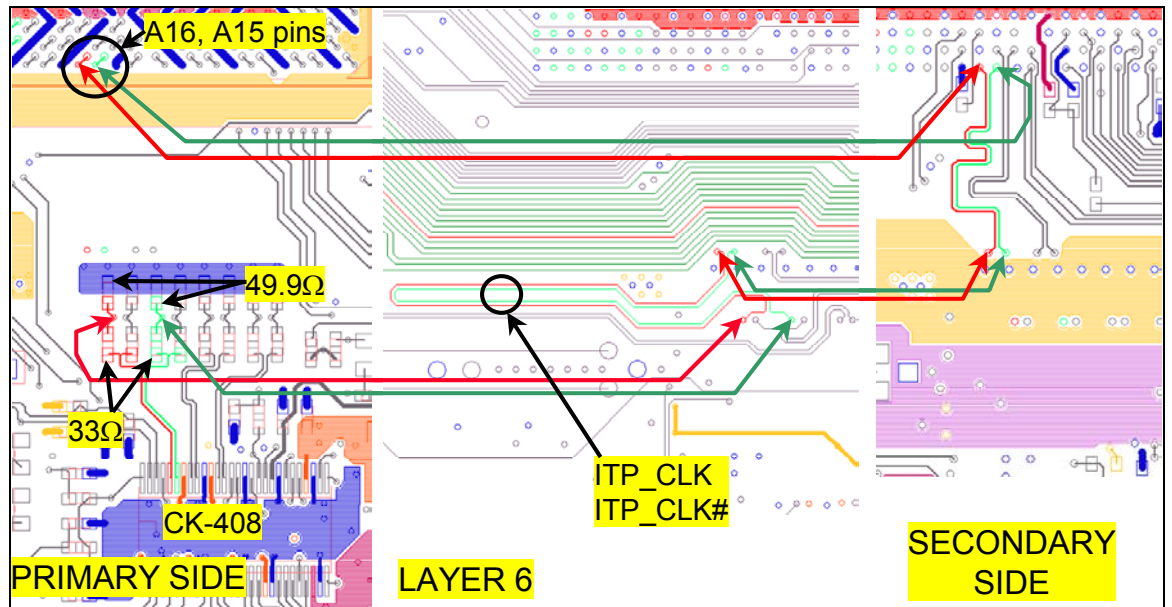 A16, A15 pins
49.9Ω
33Ω
CK-408
PRIMARY SIDE
ITP_CLK
ITP_CLK#
LAYER 6
SECONDARY
SIDE